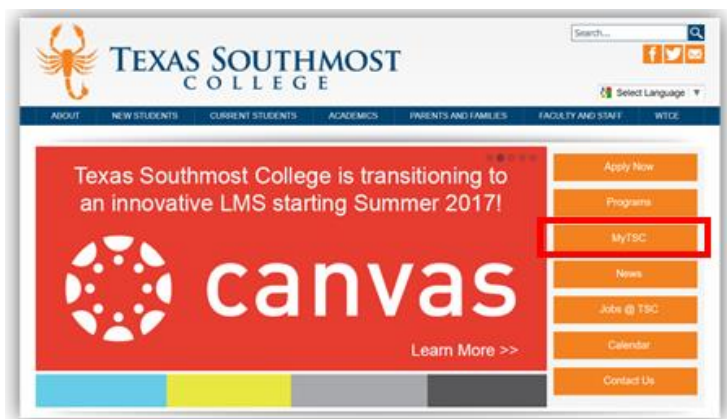 Search...
TEXAS SOUTHMOST
COLLEGE
Select Language ▼
ABOUT NEW STUDENTS CURRENT STUDENTS ACADEMICS PARENTS AND FAMILIES FACULTY AND STAFF WTCE
Texas Southmost College is transitioning to
an innovative LMS starting Summer 2017!
canvas
Learn More >>
Apply Now
Programs
MyTSC
News
Jobs @ TSC
Calendar
Contact Us